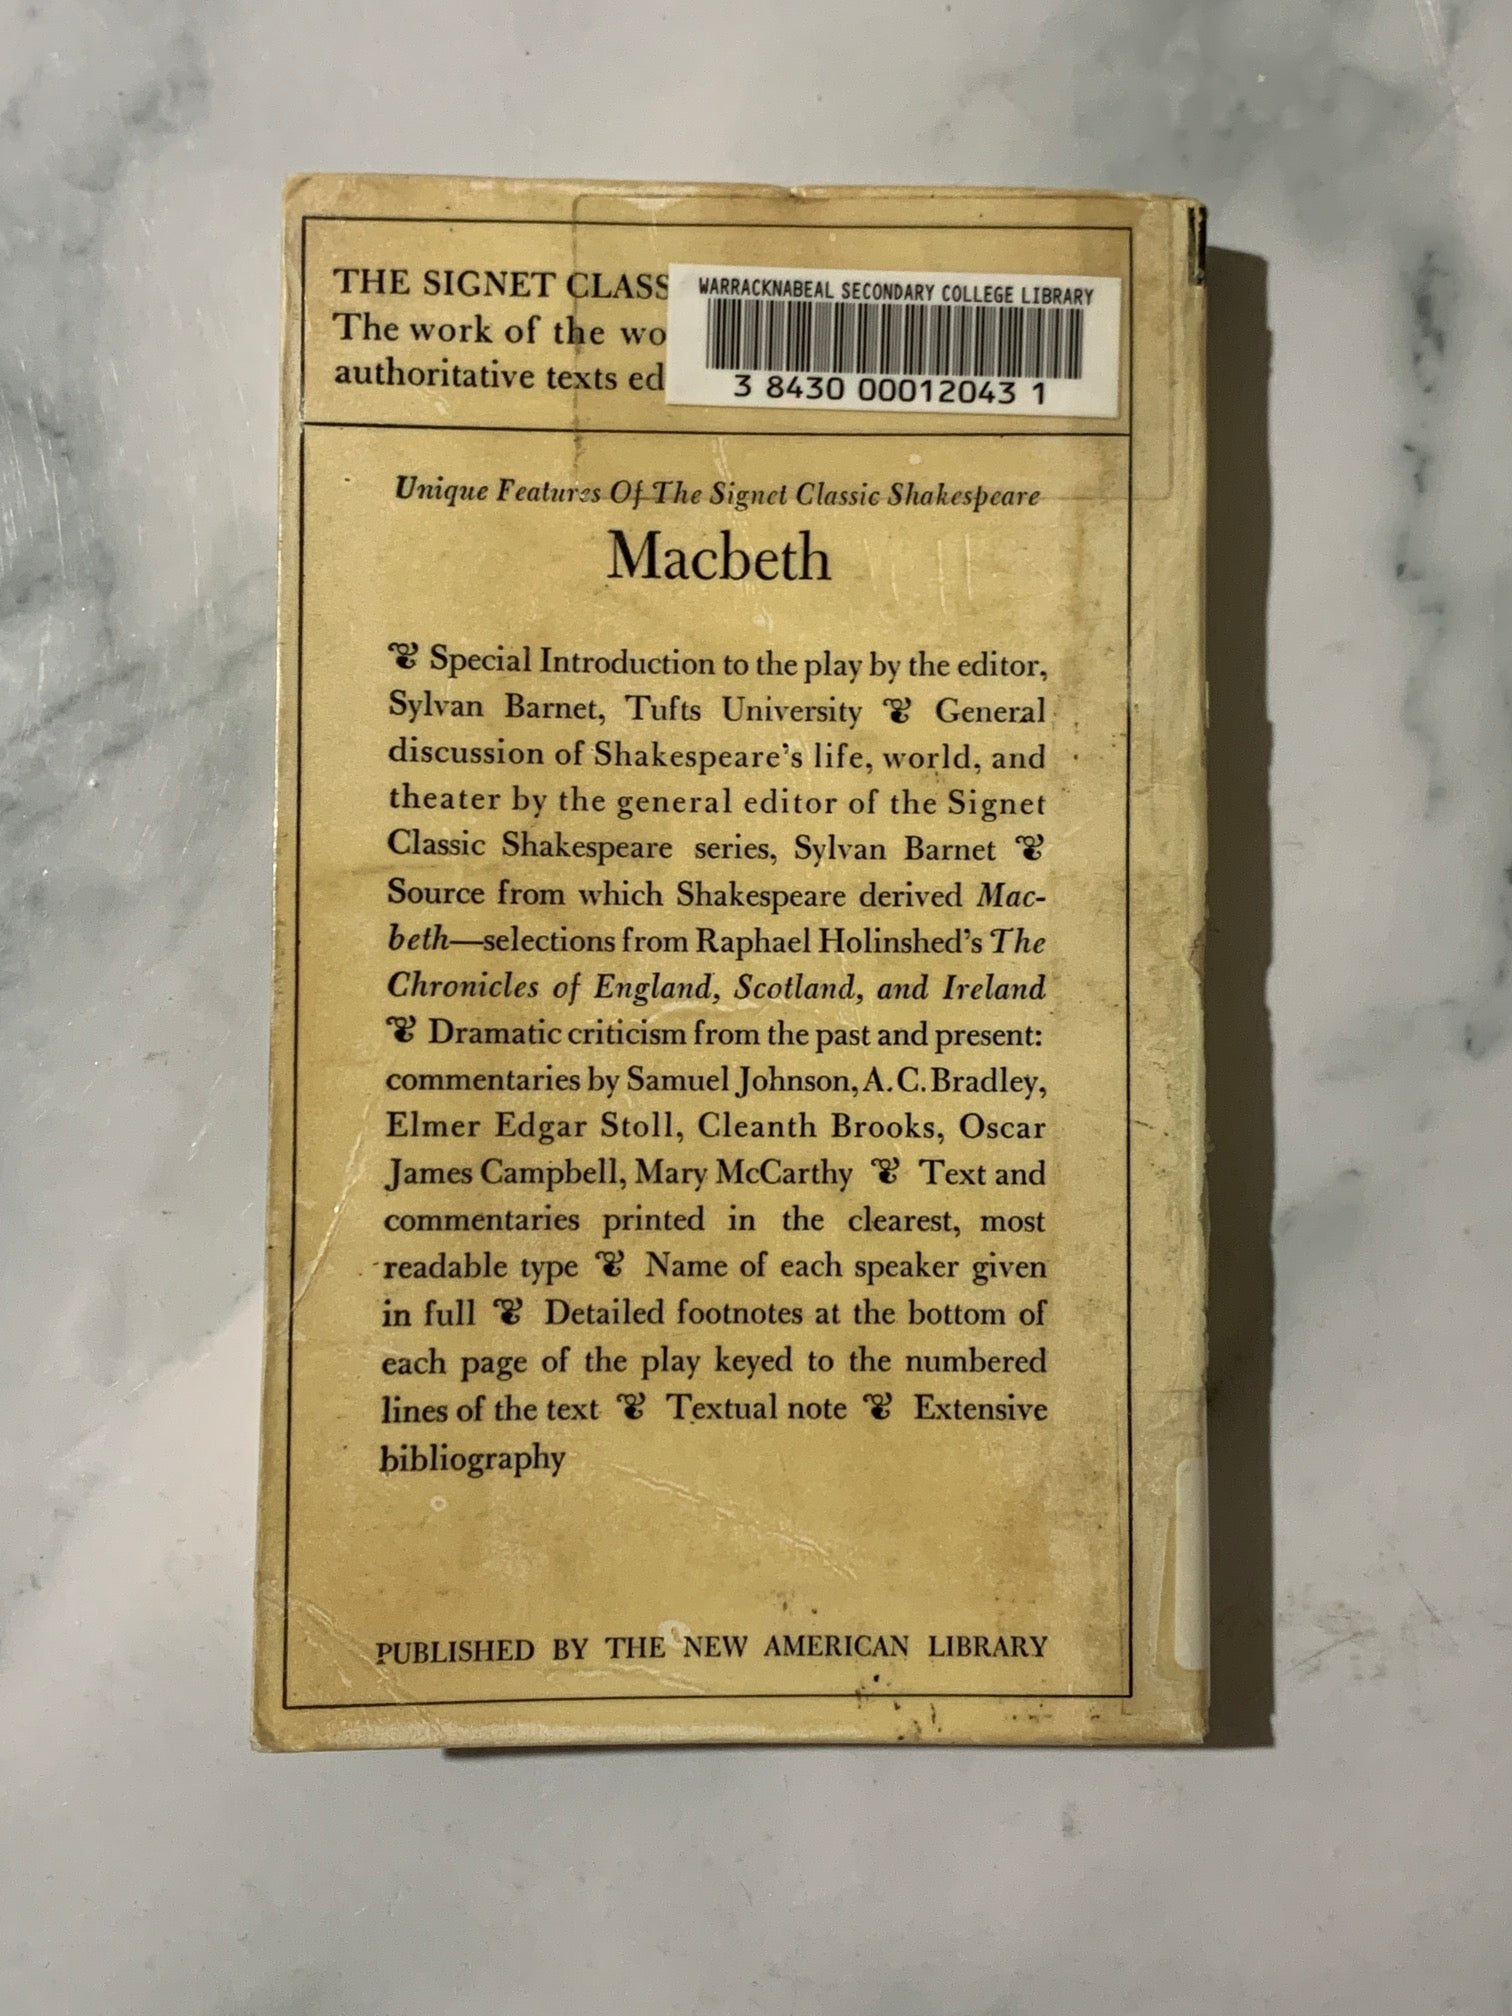 THE SIGNET CLASS
The work of the wo
authoritative texts ed
WARRACKNABEAL SECONDARY COLLEGE LIBRARY
3 8430 00012043 1
Unique Features Of The Signet Classic Shakespeare
Macbeth
❦ Special Introduction to the play by the editor,
Sylvan Barnet, Tufts University ❦ General
discussion of Shakespeare's life, world, and
theater by the general editor of the Signet
Classic Shakespeare series, Sylvan Barnet ❦
Source from which Shakespeare derived Mac-
beth—selections from Raphael Holinshed's The
Chronicles of England, Scotland, and Ireland
❦ Dramatic criticism from the past and present:
commentaries by Samuel Johnson, A. C. Bradley,
Elmer Edgar Stoll, Cleanth Brooks, Oscar
James Campbell, Mary McCarthy ❦ Text and
commentaries printed in the clearest, most
readable type ❦ Name of each speaker given
in full ❦ Detailed footnotes at the bottom of
each page of the play keyed to the numbered
lines of the text ❦ Textual note ❦ Extensive
bibliography
PUBLISHED BY THE NEW AMERICAN LIBRARY